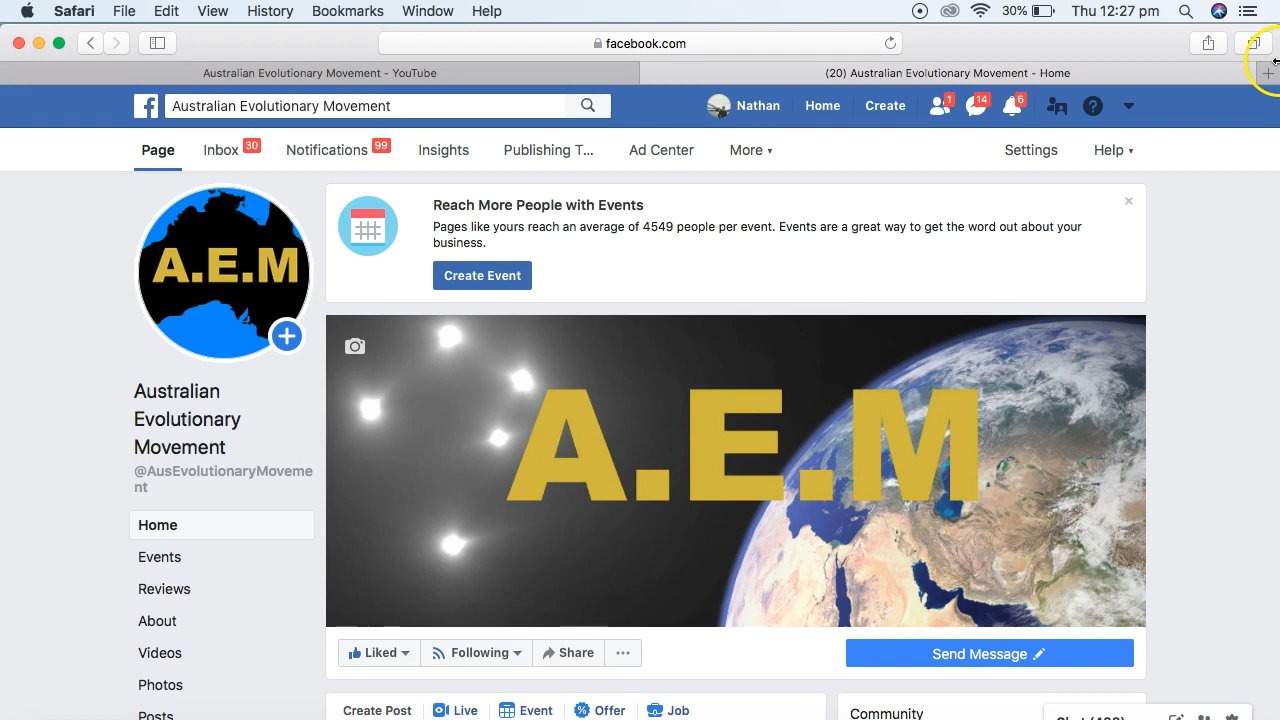 Safari File Edit View History Bookmarks Window Help 30% Thu 12:27 pm
facebook.com
Australian Evolutionary Movement - YouTube (20) Australian Evolutionary Movement - Home
Australian Evolutionary Movement Nathan Home Create 1 14 6
Page Inbox 30 Notifications 99 Insights Publishing T... Ad Center More Settings Help
A.E.M
Australian
Evolutionary
Movement
@AusEvolutionaryMoveme
nt
Home
Events
Reviews
About
Videos
Photos
Posts
Reach More People with Events
Pages like yours reach an average of 4549 people per event. Events are a great way to get the word out about your
business.
Create Event
A.E.M
Liked Following Share ... Send Message
Create Post Live Event Offer Job
Community